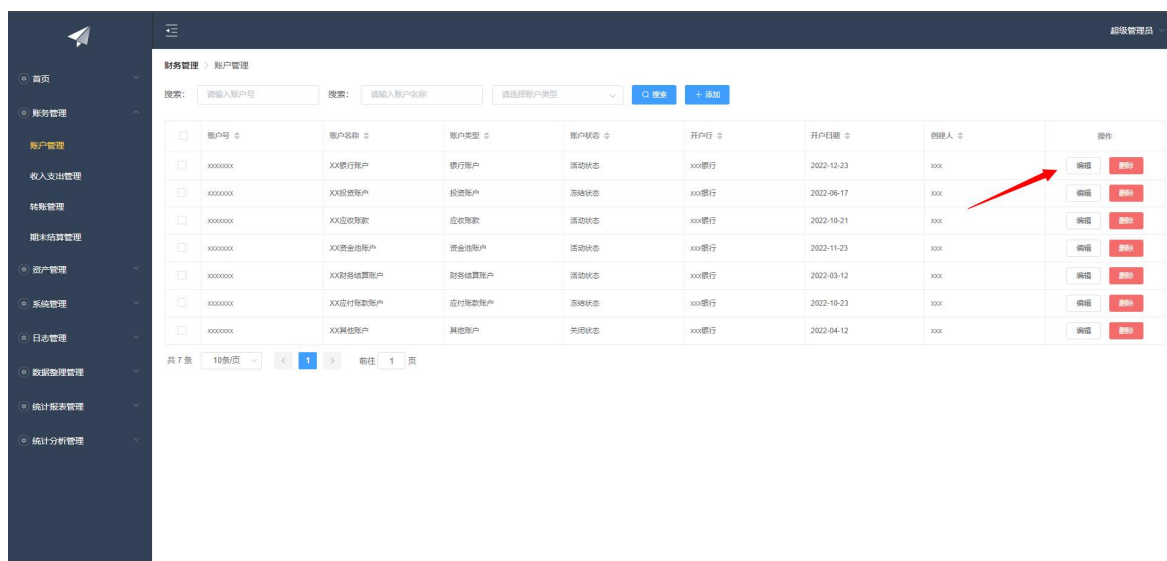 超级管理员
首页
账务管理
账户管理
收入支出管理
转账管理
期末结算管理
资产管理
系统管理
日志管理
数据整理管理
统计报表管理
统计分析管理
财务管理 > 账户管理
搜索: 请输入账户号 搜索: 请输入账户名称 请选择账户类型 搜索 + 添加
账户号 账户名称 账户类型 账户状态 开户行 开户日期 创建人 操作
xxxxxxx XX银行账户 银行账户 活动状态 xxx银行 2022-12-23 xxx 编辑 删除
xxxxxxx XX投资账户 投资账户 冻结状态 xxx银行 2022-06-17 xxx 编辑 删除
xxxxxxx XX应收账款 应收账款 活动状态 xxx银行 2022-10-21 xxx 编辑 删除
xxxxxxx XX资金池账户 资金池账户 活动状态 xxx银行 2022-11-23 xxx 编辑 删除
xxxxxxx XX财务结算账户 财务结算账户 活动状态 xxx银行 2022-03-12 xxx 编辑 删除
xxxxxxx XX应付账款账户 应付账款账户 冻结状态 xxx银行 2022-10-23 xxx 编辑 删除
xxxxxxx XX其他账户 其他账户 关闭状态 xxx银行 2022-04-12 xxx 编辑 删除
共 7 条 10条/页 < 1 > 前往 1 页